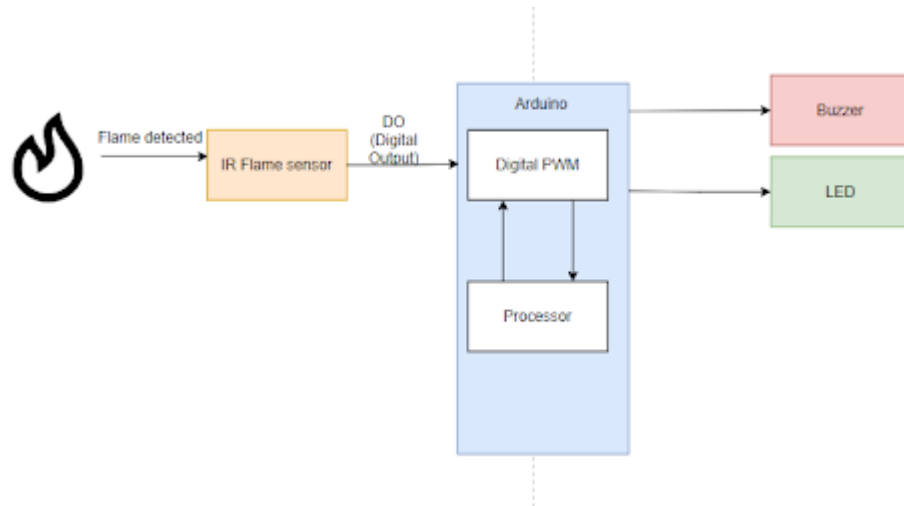 Flame detected
IR Flame sensor
DO
(Digital
Output)
Arduino
Digital PWM
Processor
Buzzer
LED